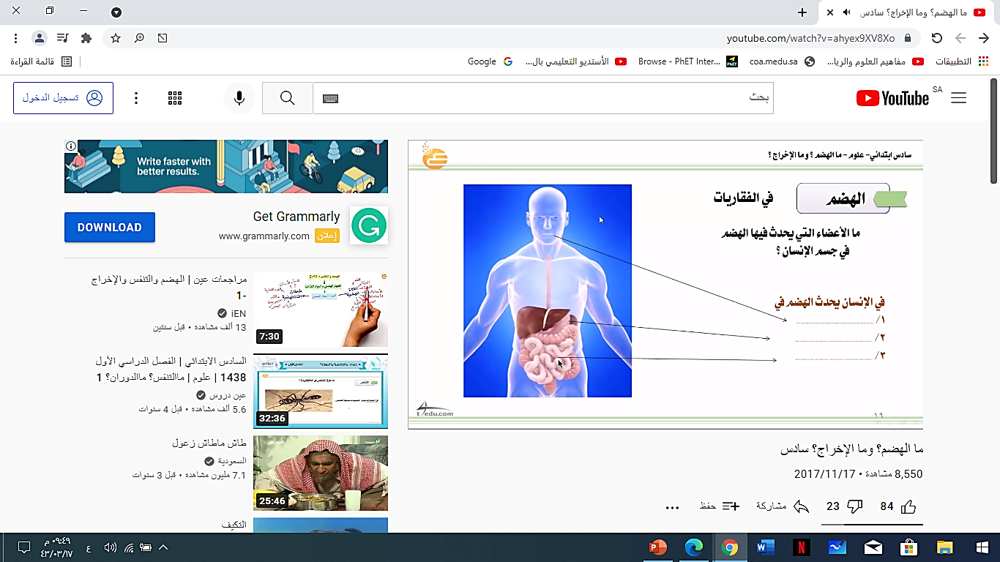 ما الهضم؟ وما الإخراج؟ سادس
youtube.com/watch?v=ahyex9XV8Xo
التطبيقات
مفاهيم العلوم والريا...
coa.medu.sa
Browse - PhET Inter...
الأستديو التعليمي بال...
Google
قائمة القراءة
YouTube SA
بحث
تسجيل الدخول
سادس ابتدائي- علوم - ما الهضم ؟ وما الإخراج ؟
الهضم
في الفقاريات
ما الأعضاء التي يحدث فيها الهضم
في جسم الإنسان ؟
في الإنسان يحدث الهضم في
١/
٢/
٣/
t4edu.com
١٩
ما الهضم؟ وما الإخراج؟ سادس
8,550 مشاهدة • 2017/11/17
84
23
مشاركة
حفظ
Write faster with
better results.
Get Grammarly
إعلان www.grammarly.com
DOWNLOAD
مراجعات عين | الهضم والتنفس والإخراج
-1
iEN
13 ألف مشاهدة • قبل سنتين
7:30
السادس الابتدائي | الفصل الدراسي الأول
1438 | علوم | ماالتنفس؟ ماالدوران؟ 1
عين دروس
5.6 ألف مشاهدة • قبل 4 سنوات
32:36
طاش ماطاش زعول
السعودية
7.1 مليون مشاهدة • قبل 3 سنوات
25:46
التكيف
ع
٠٩:٤٩ م
٤٣/٠٣/١٧